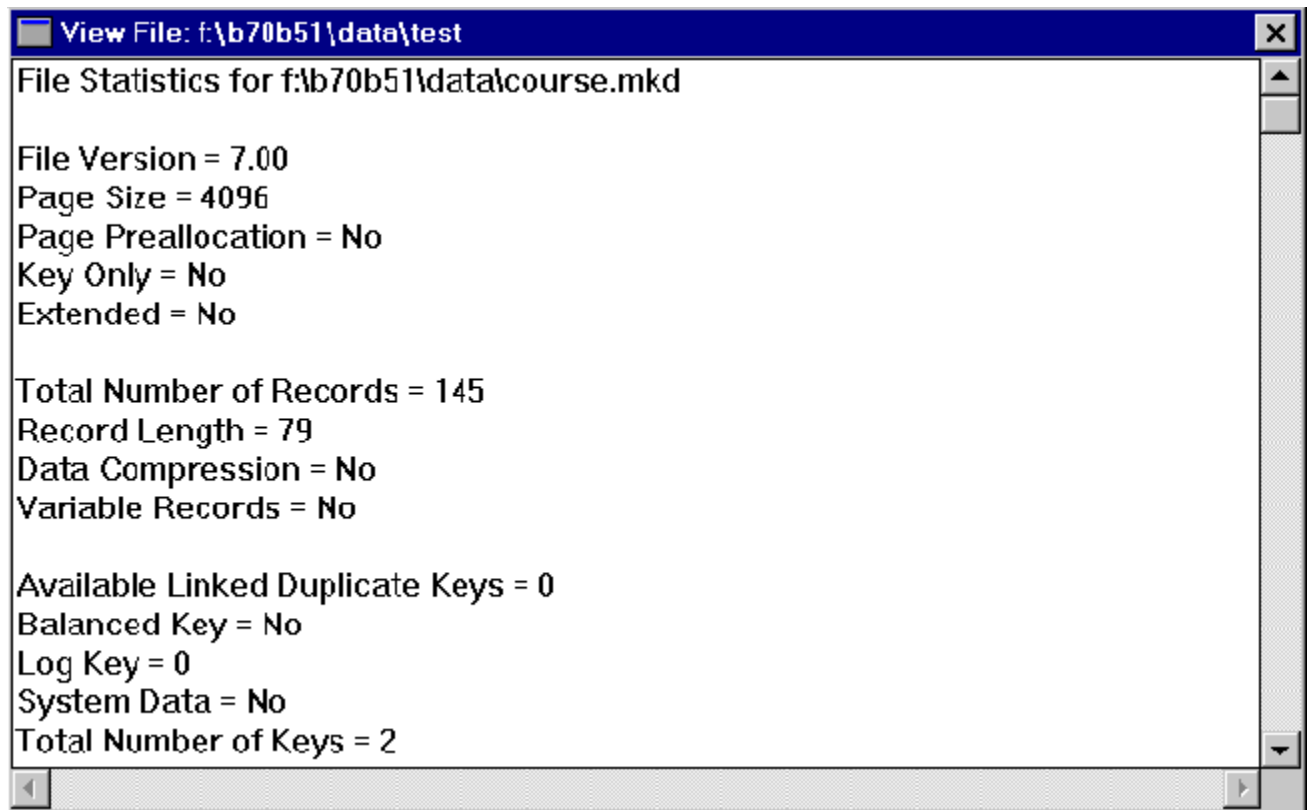 View File: f:\b70b51\data\test
File Statistics for f:\b70b51\data\course.mkd
File Version = 7.00
Page Size = 4096
Page Preallocation = No
Key Only = No
Extended = No
Total Number of Records = 145
Record Length = 79
Data Compression = No
Variable Records = No
Available Linked Duplicate Keys = 0
Balanced Key = No
Log Key = 0
System Data = No
Total Number of Keys = 2